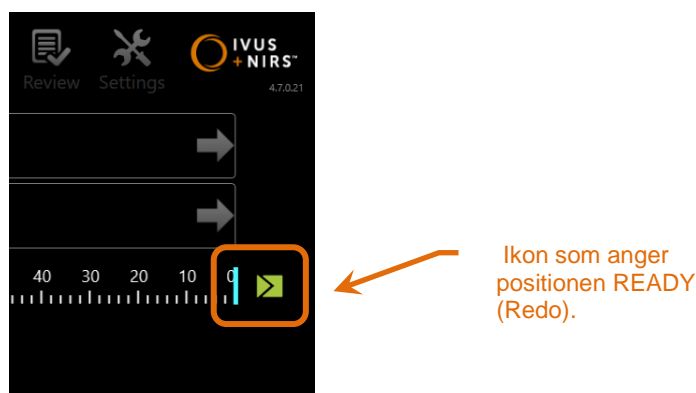 IVUS
+NIRS™
Review Settings
4.7.0.21
40 30 20 10 0
Ikon som anger
positionen READY
(Redo).